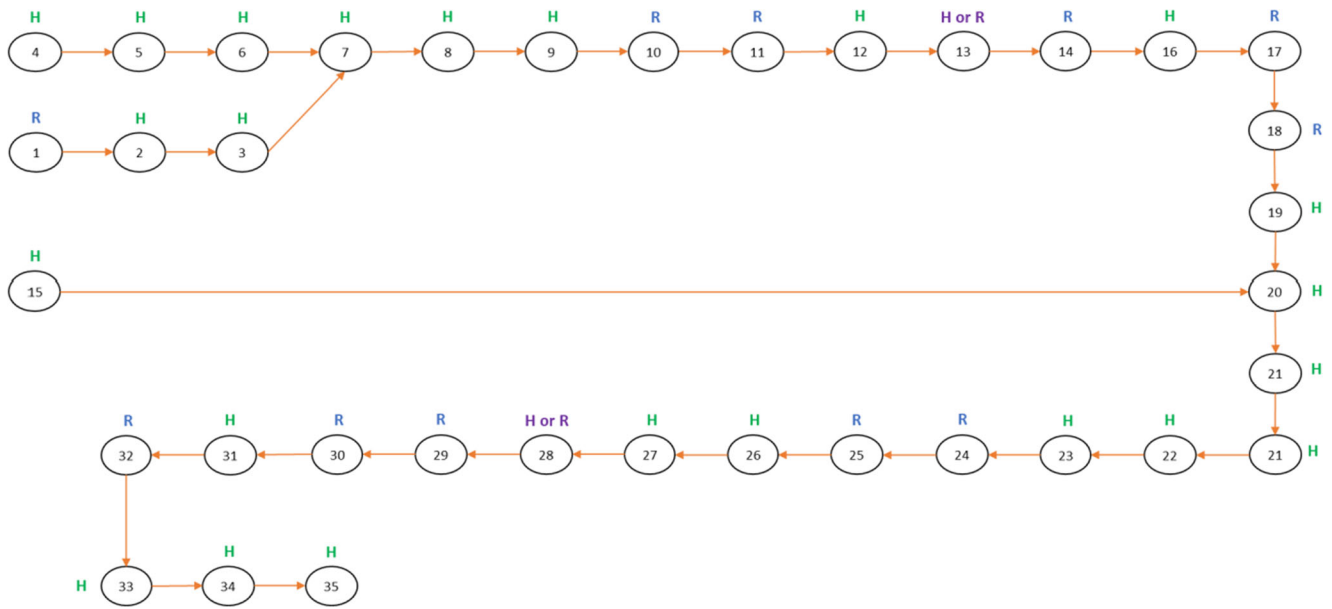 H H H H H H R R H H or R R H R
4 5 6 7 8 9 10 11 12 13 14 16 17
R H H
1 2 3
18 R
19 H
H
15 20 H
21 H
R H R R H or R H H R R H H
32 31 30 29 28 27 26 25 24 23 22 21 H
H H
H 33 34 35